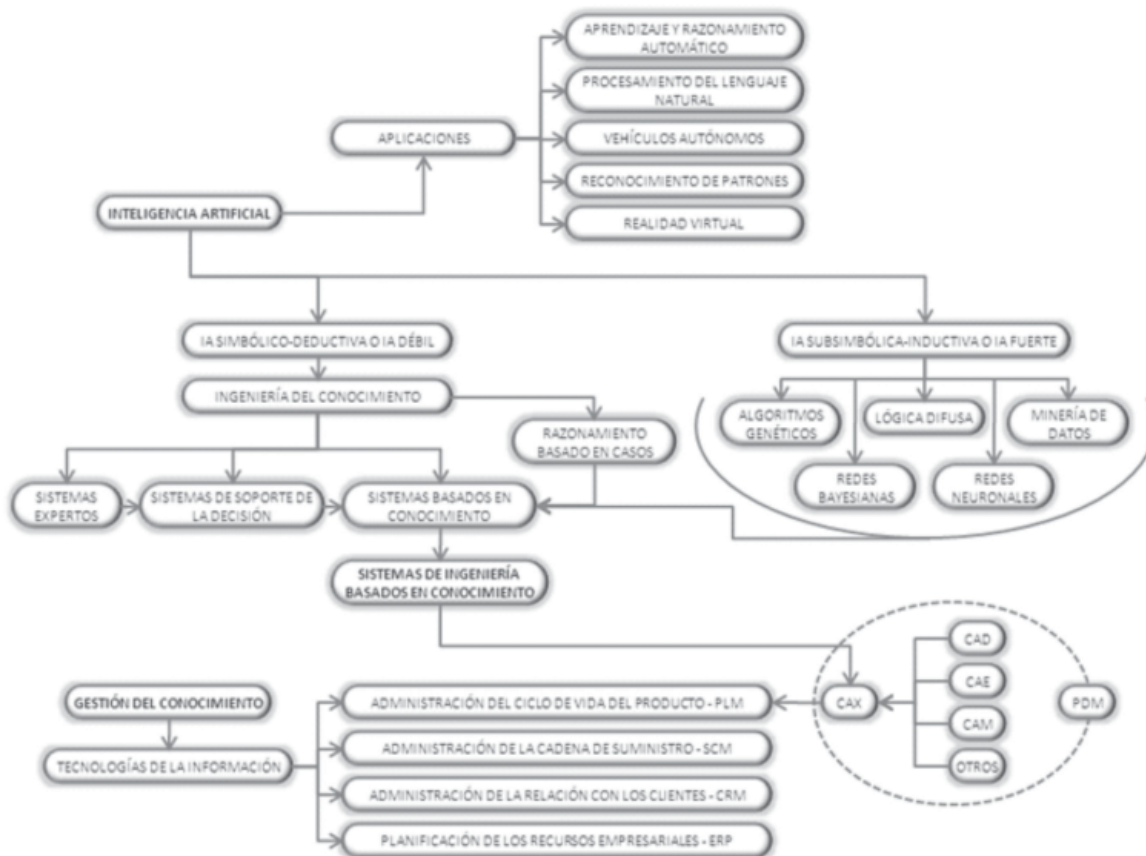 APRENDIZAJE Y RAZONAMIENTO
AUTOMÁTICO
PROCESAMIENTO DEL LENGUAJE
NATURAL
APLICACIONES
VEHÍCULOS AUTÓNOMOS
RECONOCIMIENTO DE PATRONES
INTELIGENCIA ARTIFICIAL
REALIDAD VIRTUAL
IA SIMBÓLICO-DEDUCTIVA O IA DÉBIL
IA SUBSIMBÓLICA-INDUCTIVA O IA FUERTE
INGENIERÍA DEL CONOCIMIENTO
ALGORITMOS
GENÉTICOS
LÓGICA DIFUSA
MINERÍA DE
DATOS
RAZONAMIENTO
BASADO EN CASOS
REDES
BAYESIANAS
REDES
NEURONALES
SISTEMAS
EXPERTOS
SISTEMAS DE SOPORTE DE
LA DECISIÓN
SISTEMAS BASADOS EN
CONOCIMIENTO
SISTEMAS DE INGENIERÍA
BASADOS EN CONOCIMIENTO
CAD
CAE
CAX
PDM
CAM
OTROS
GESTIÓN DEL CONOCIMIENTO
TECNOLOGÍAS DE LA INFORMACIÓN
ADMINISTRACIÓN DEL CICLO DE VIDA DEL PRODUCTO - PLM
ADMINISTRACIÓN DE LA CADENA DE SUMINISTRO - SCM
ADMINISTRACIÓN DE LA RELACIÓN CON LOS CLIENTES - CRM
PLANIFICACIÓN DE LOS RECURSOS EMPRESARIALES - ERP